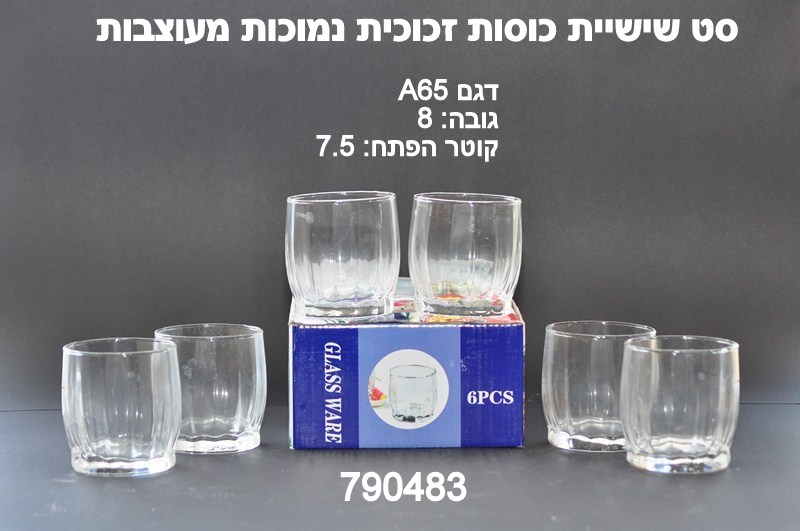 סט שישיית כוסות זכוכית נמוכות מעוצבות
דגם A65
גובה: 8
קוטר הפתח: 7.5
GLASS WARE
6PCS
790483